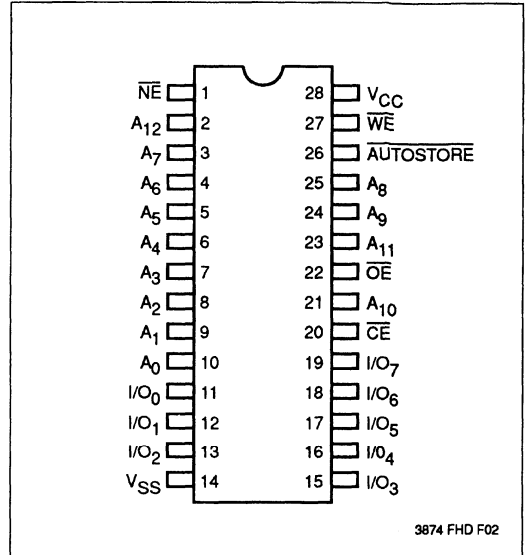 NE 1 28 VCC
A12 2 27 WE
A7 3 26 AUTOSTORE
A6 4 25 A8
A5 5 24 A9
A4 6 23 A11
A3 7 22 OE
A2 8 21 A10
A1 9 20 CE
A0 10 19 I/O7
I/O0 11 18 I/O6
I/O1 12 17 I/O5
I/O2 13 16 I/04
VSS 14 15 I/O3
3874 FHD F02